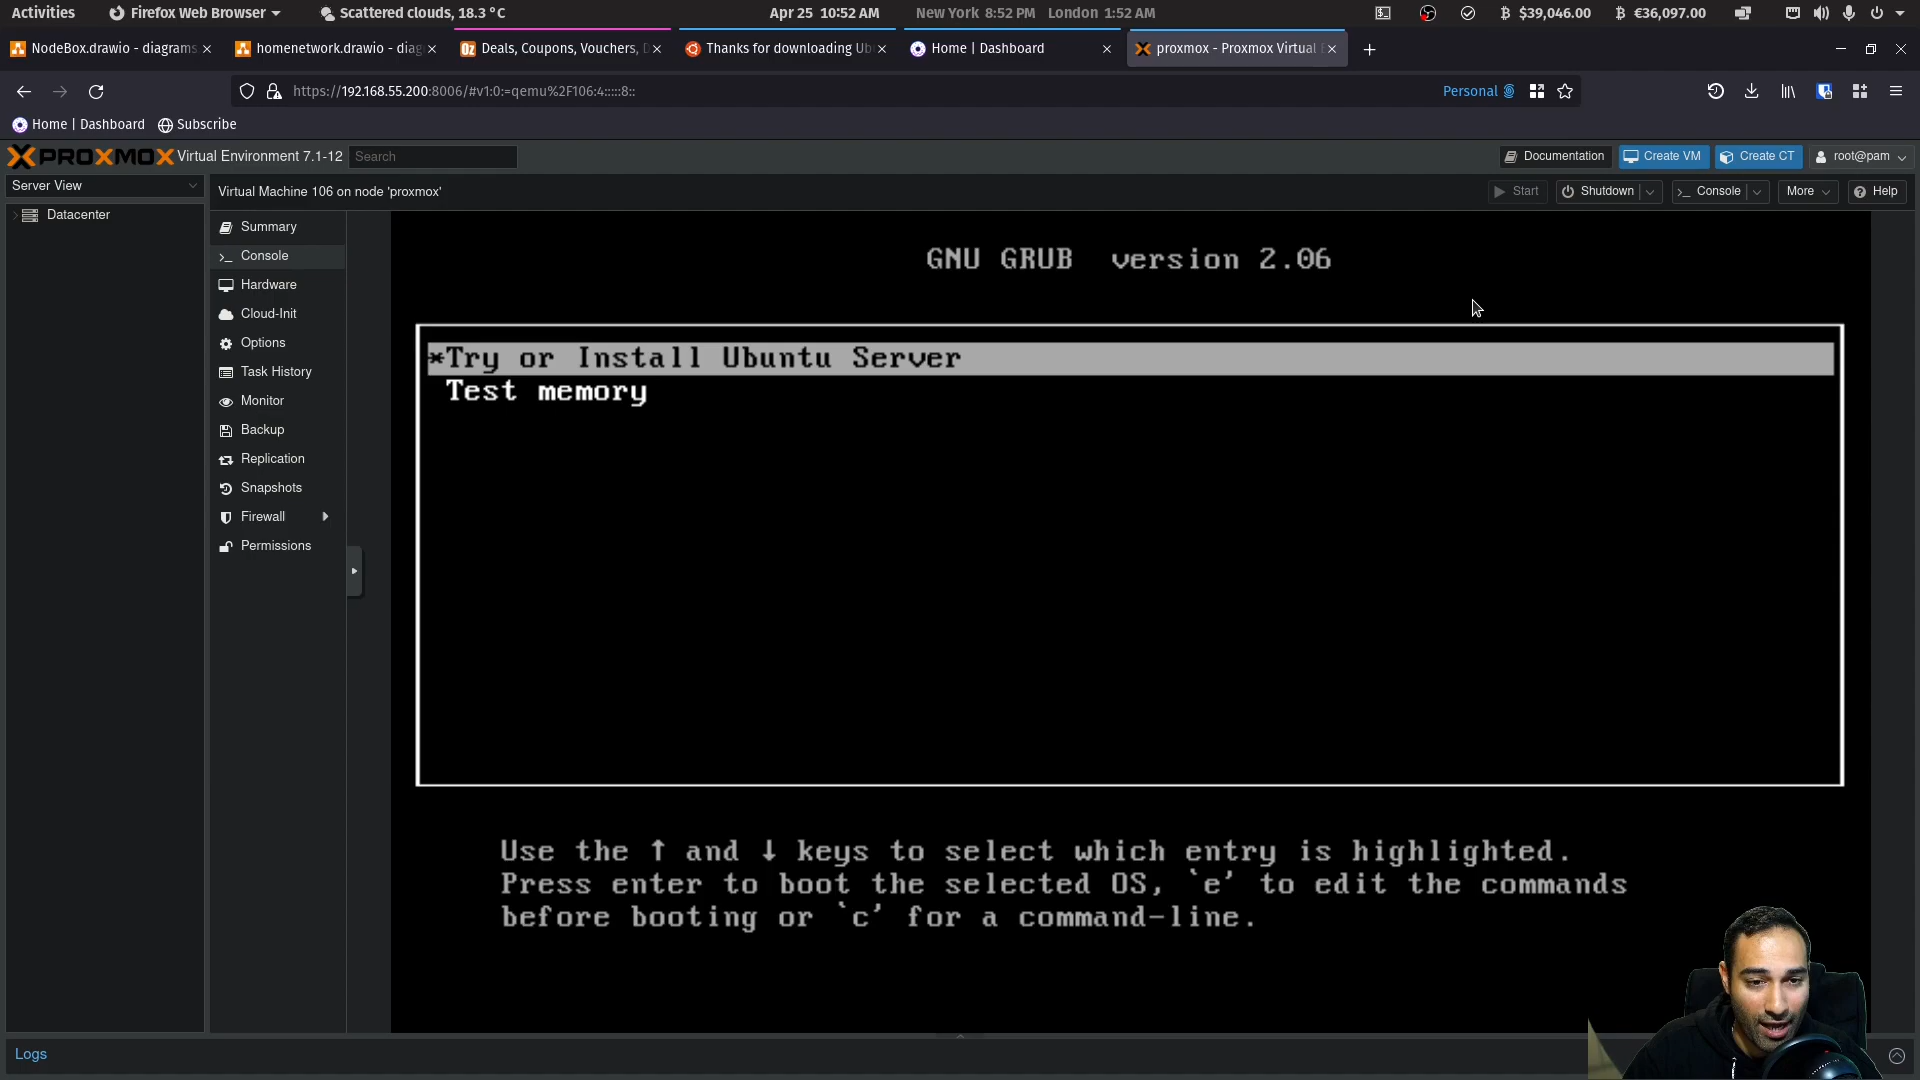 Activities
Firefox Web Browser
Scattered clouds, 18.3 °C
Apr 25 10:52 AM
New York 8:52 PM London 1:52 AM
₿ $39,046.00
₿ €36,097.00
NodeBox.drawio - diagrams
homenetwork.drawio - diag
Deals, Coupons, Vouchers, D
Thanks for downloading Ub
Home | Dashboard
proxmox - Proxmox Virtual E
https://192.168.55.200:8006/#v1:0:=qemu%2F106:4:::::8::
Personal
Home | Dashboard
Subscribe
PROXMOX Virtual Environment 7.1-12
Search
Documentation
Create VM
Create CT
root@pam
Server View
Virtual Machine 106 on node 'proxmox'
Start
Shutdown
Console
More
Help
Datacenter
Summary
Console
Hardware
Cloud-Init
Options
Task History
Monitor
Backup
Replication
Snapshots
Firewall
Permissions
GNU GRUB version 2.06
*Try or Install Ubuntu Server
Test memory
Use the ↑ and ↓ keys to select which entry is highlighted.
Press enter to boot the selected OS, `e' to edit the commands
before booting or `c' for a command-line.
Logs